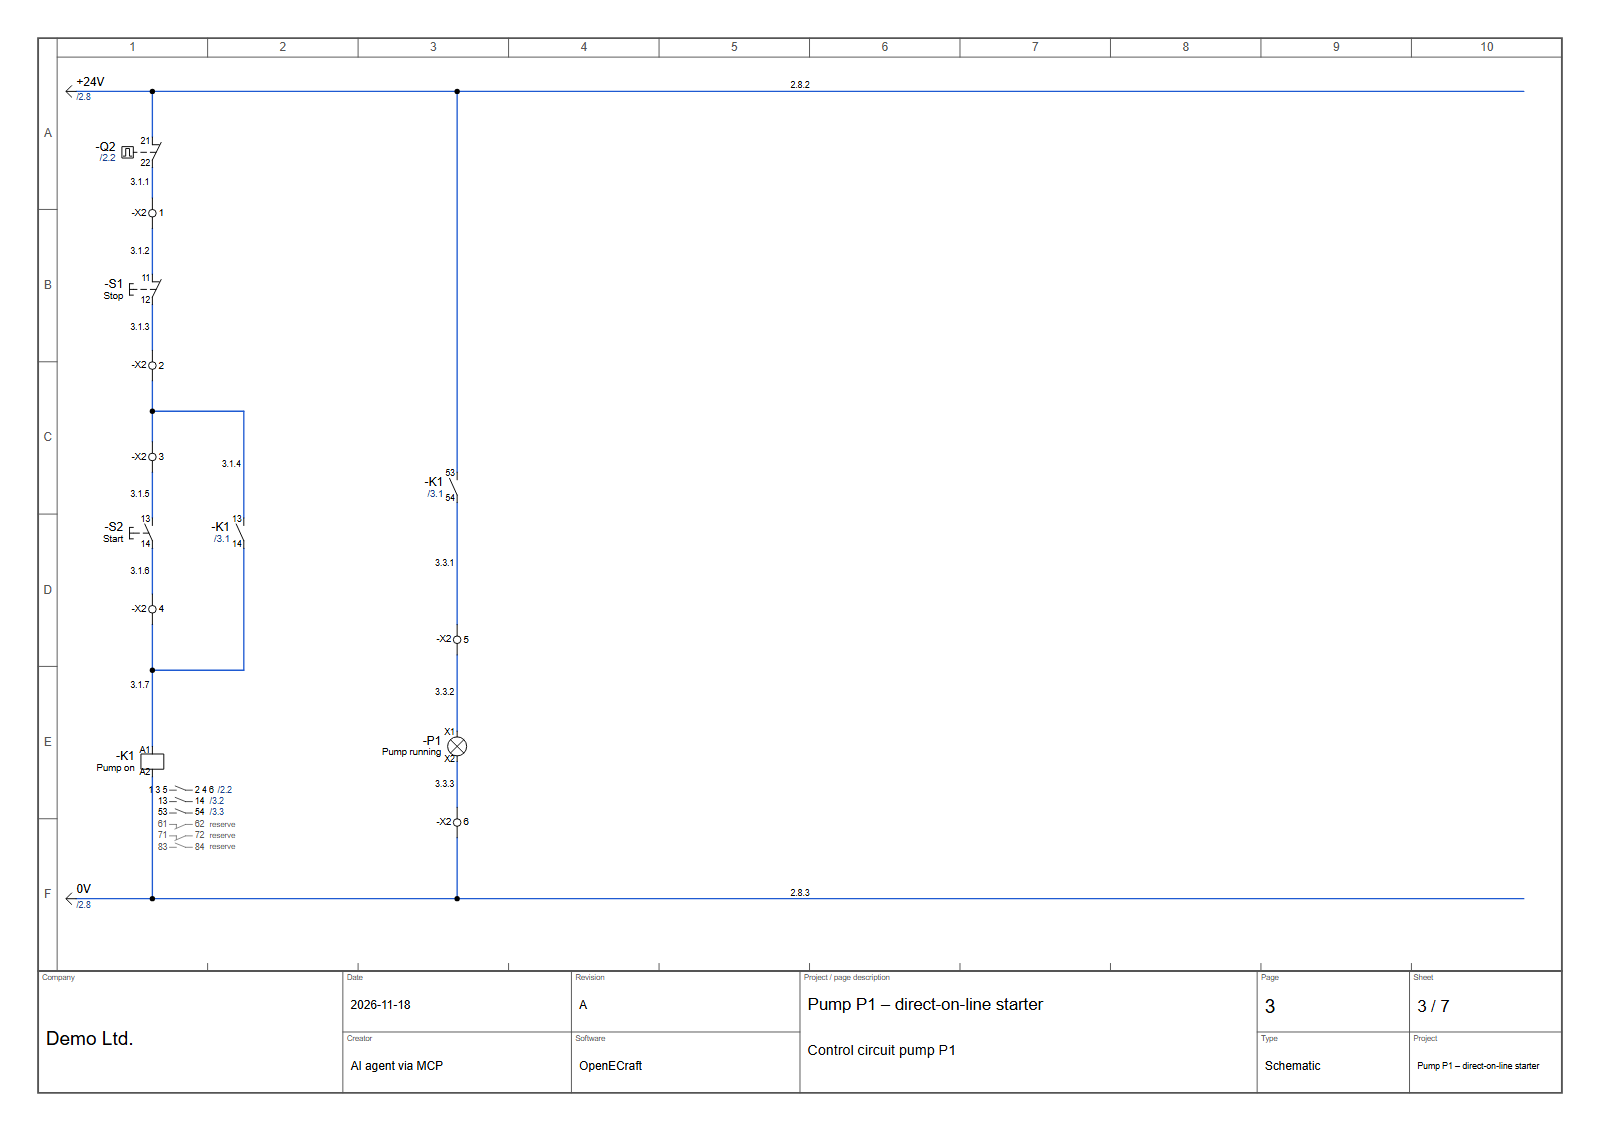 1 2 3 4 5 6 7 8 9 10
+24V
/2.8
2.8.2
A
-Q2
/2.2
21
22
3.1.1
-X2 1
3.1.2
B
-S1
Stop
11
12
3.1.3
-X2 2
C
-X2 3
3.1.4
3.1.5
-K1
/3.1
53
54
-S2
Start
13
14
-K1
/3.1
13
14
3.1.6
3.3.1
D
-X2 4
-X2 5
3.1.7
3.3.2
E
-K1
Pump on
A1
A2
-P1
Pump running
X1
X2
3.3.3
1 3 5 2 4 6 /2.2
13 14 /3.2
53 54 /3.3
61 62 reserve
71 72 reserve
83 84 reserve
-X2 6
F
0V
/2.8
2.8.3
Company
Demo Ltd.
Date
2026-11-18
Revision
A
Creator
AI agent via MCP
Software
OpenECraft
Project / page description
Pump P1 – direct-on-line starter
Control circuit pump P1
Page
3
Sheet
3 / 7
Type
Schematic
Project
Pump P1 – direct-on-line starter